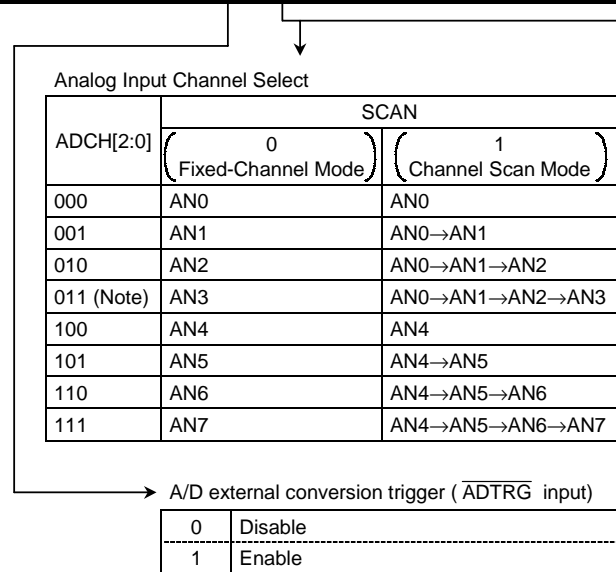 Analog Input Channel Select
ADCH[2:0] SCAN
0 1
(Fixed-Channel Mode) (Channel Scan Mode)
000 AN0 AN0
001 AN1 AN0→AN1
010 AN2 AN0→AN1→AN2
011 (Note) AN3 AN0→AN1→AN2→AN3
100 AN4 AN4
101 AN5 AN4→AN5
110 AN6 AN4→AN5→AN6
111 AN7 AN4→AN5→AN6→AN7
A/D external conversion trigger ( A̅D̅T̅R̅G̅ input)
0 Disable
1 Enable